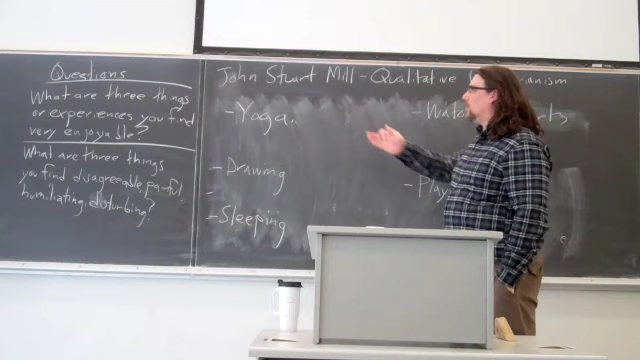 Questions
What are three things
or experiences you find
very enjoyable?
What are three things
you find disagreeable, painful,
humiliating, disturbing?
John Stuart Mill - Qualitative
- Yoga..
- Drawing
-
- Sleeping